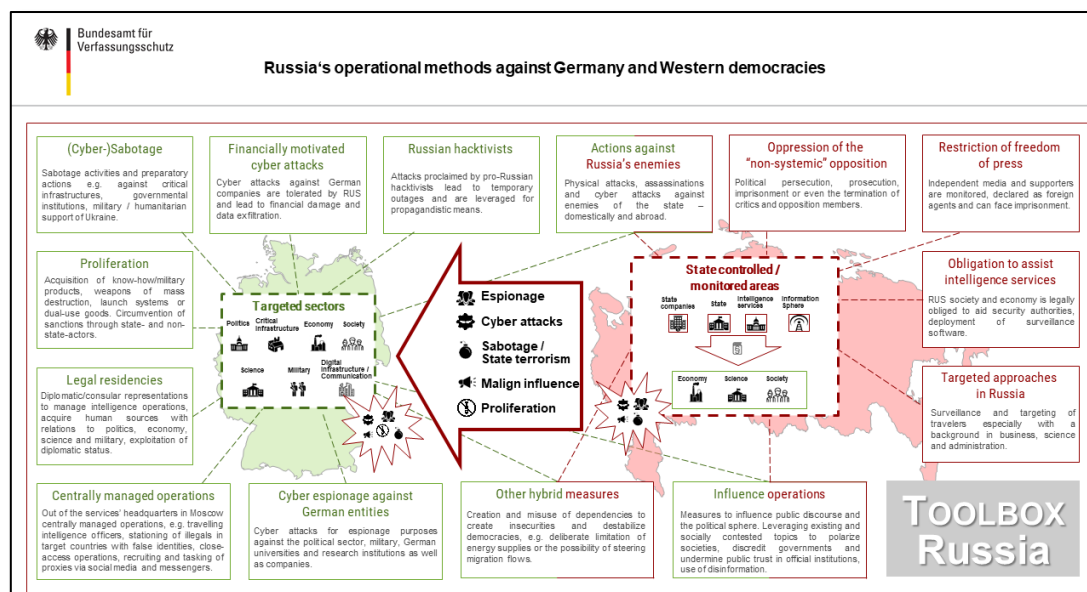 Bundesamt für
Verfassungsschutz
Russia's operational methods against Germany and Western democracies
(Cyber-)Sabotage
Sabotage activities and preparatory
actions e.g. against critical
infrastructures, governmental
institutions, military / humanitarian
support of Ukraine.
Financially motivated
cyber attacks
Cyber attacks against German
companies are tolerated by RUS
and lead to financial damage and
data exfiltration.
Russian hacktivists
Attacks proclaimed by pro-Russian
hacktivists lead to temporary
outages and are leveraged for
propagandistic means.
Actions against
Russia's enemies
Physical attacks, assassinations
and cyber attacks against
enemies of the state –
domestically and abroad.
Oppression of the
"non-systemic" opposition
Political persecution, prosecution,
imprisonment or even the termination of
critics and opposition members.
Restriction of freedom
of press
Independent media and supporters
are monitored, declared as foreign
agents and can face imprisonment.
Proliferation
Acquisition of know-how/military
products, weapons of mass
destruction, launch systems or
dual-use goods. Circumvention of
sanctions through state- and non-
state-actors.
Targeted sectors
Politics
Critical
Infrastructure
Economy
Society
Science
Military
Digital
Infrastructure /
Communication
Espionage
Cyber attacks
Sabotage /
State terrorism
Malign influence
Proliferation
State controlled /
monitored areas
State
companies
State
Intelligence
services
Information
Sphere
Economy
Science
Society
Obligation to assist
intelligence services
RUS society and economy is legally
obliged to aid security authorities,
deployment of surveillance
software.
Legal residencies
Diplomatic/consular representations
to manage intelligence operations,
acquire human sources with
relations to politics, economy,
science and military, exploitation of
diplomatic status.
Targeted approaches
in Russia
Surveillance and targeting of
travelers especially with a
background in business, science
and administration.
Centrally managed operations
Out of the services' headquarters in Moscow
centrally managed operations, e.g. travelling
intelligence officers, stationing of illegals in
target countries with false identities, close-
access operations, recruiting and tasking of
proxies via social media and messengers.
Cyber espionage against
German entities
Cyber attacks for espionage purposes
against the political sector, military, German
universities and research institutions as well
as companies.
Other hybrid measures
Creation and misuse of dependencies to
create insecurities and destabilize
democracies, e.g. deliberate limitation of
energy supplies or the possibility of steering
migration flows.
Influence operations
Measures to influence public discourse and
the political sphere. Leveraging existing and
socially contested topics to polarize
societies, discredit governments and
undermine public trust in official institutions,
use of disinformation.
TOOLBOX
Russia